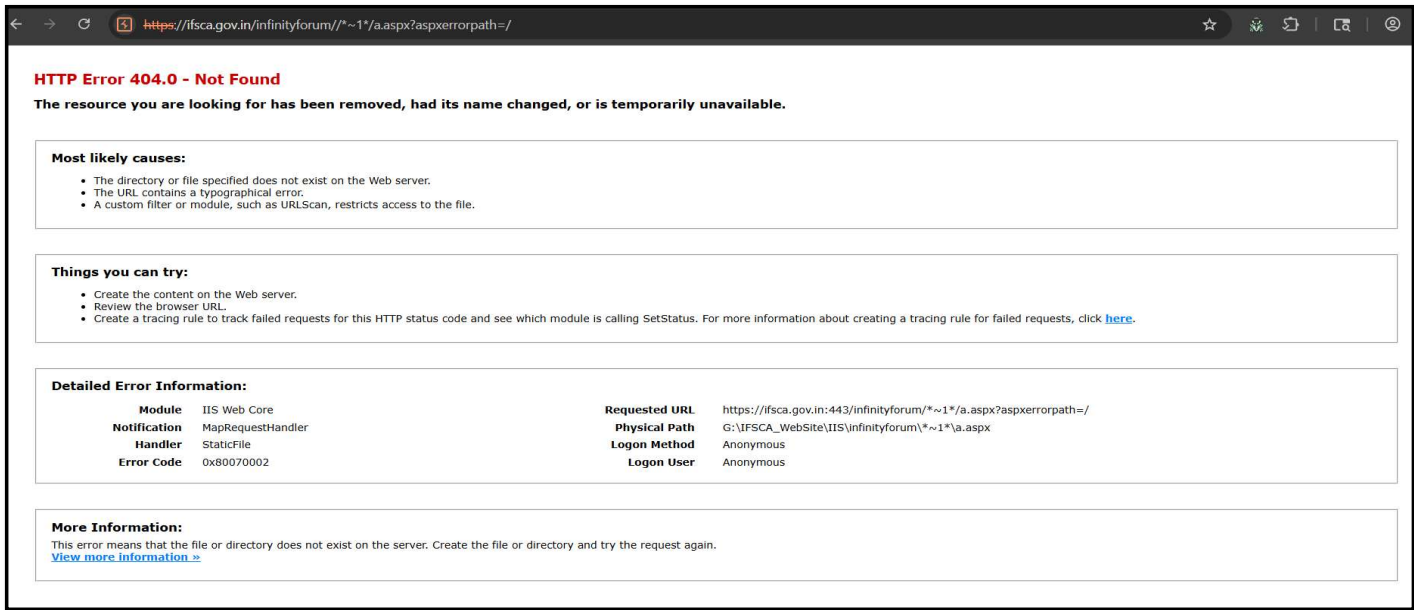 https://ifsca.gov.in/infinityforum//*~1*/a.aspx?aspxerrorpath=/
HTTP Error 404.0 - Not Found
The resource you are looking for has been removed, had its name changed, or is temporarily unavailable.
Most likely causes:
• The directory or file specified does not exist on the Web server.
• The URL contains a typographical error.
• A custom filter or module, such as URLScan, restricts access to the file.
Things you can try:
• Create the content on the Web server.
• Review the browser URL.
• Create a tracing rule to track failed requests for this HTTP status code and see which module is calling SetStatus. For more information about creating a tracing rule for failed requests, click here.
Detailed Error Information:
Module IIS Web Core
Notification MapRequestHandler
Handler StaticFile
Error Code 0x80070002
Requested URL https://ifsca.gov.in:443/infinityforum/*~1*/a.aspx?aspxerrorpath=/
Physical Path G:\IFSCA_WebSite\IIS\infinityforum\*~1*\a.aspx
Logon Method Anonymous
Logon User Anonymous
More Information:
This error means that the file or directory does not exist on the server. Create the file or directory and try the request again.
View more information »